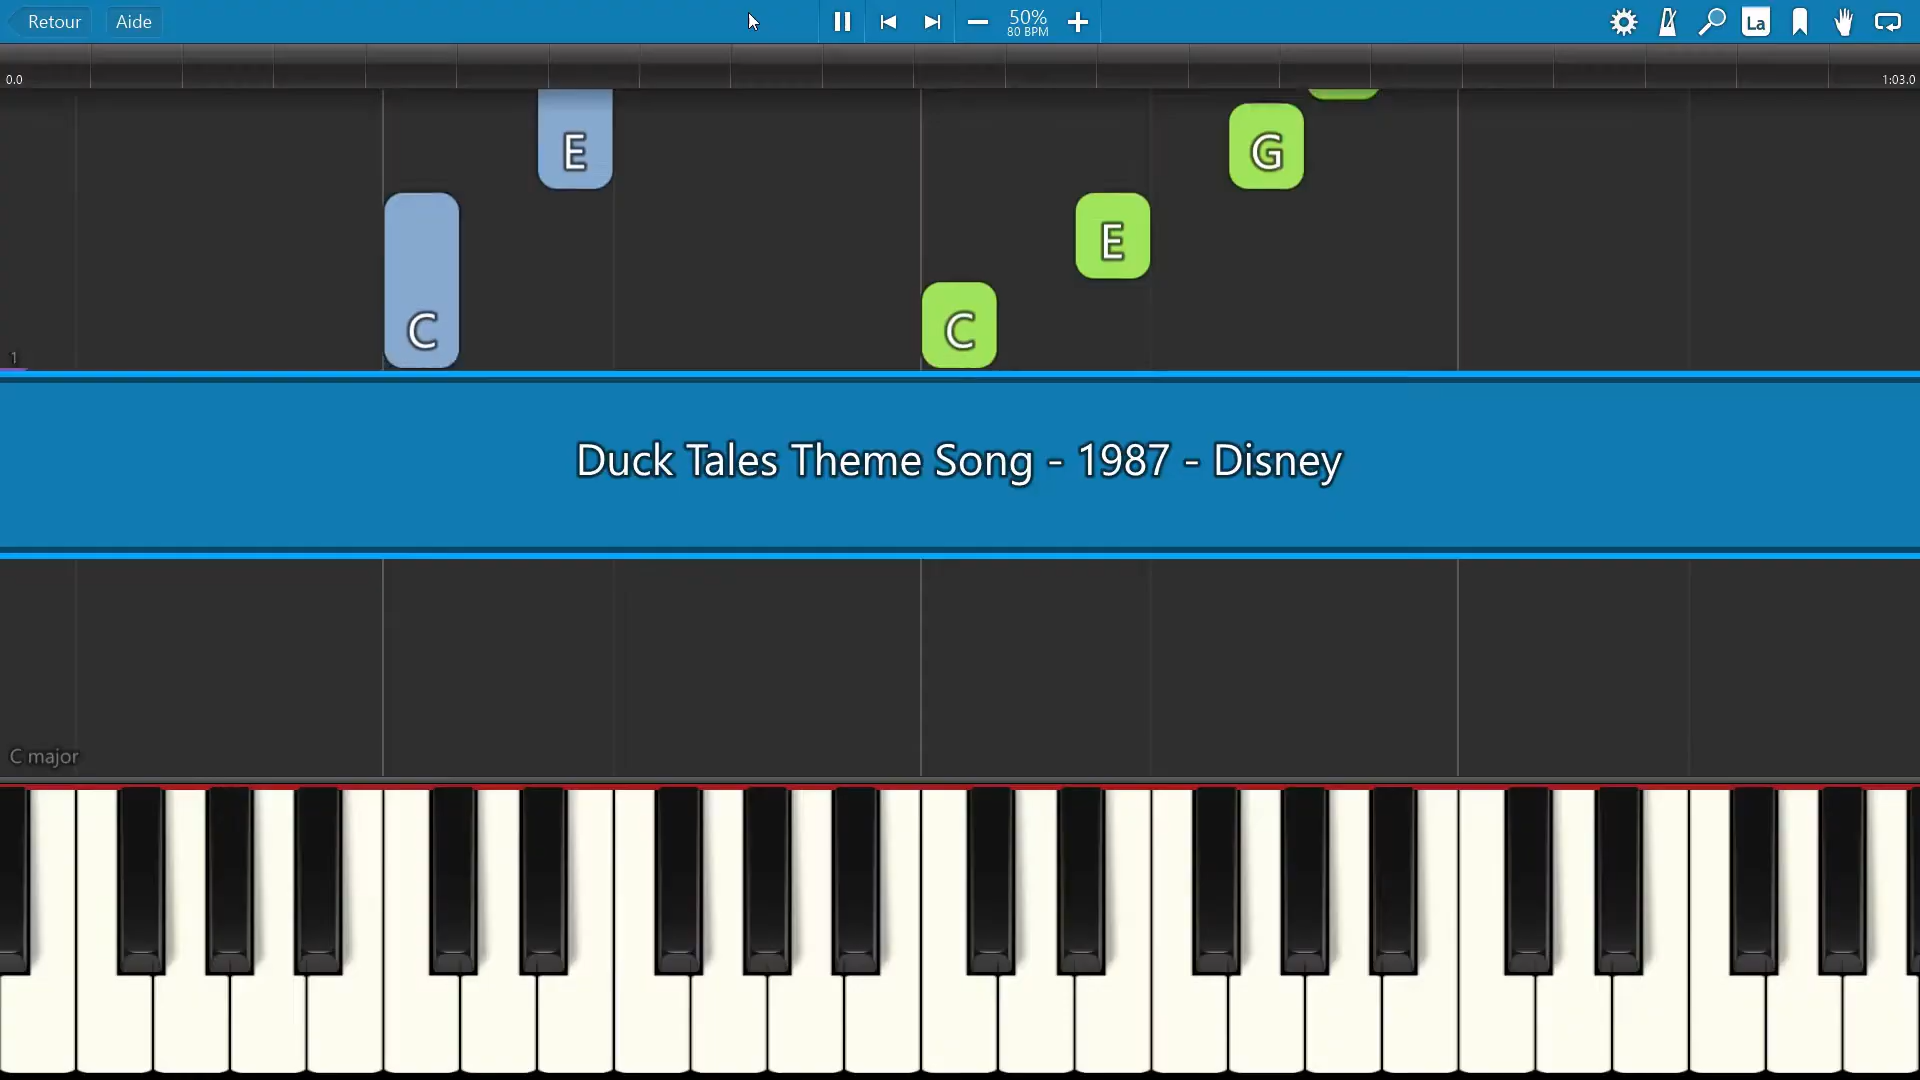 Retour
Aide
50%
80 BPM
La
0.0
1:03.0
E
G
E
C
C
1
Duck Tales Theme Song - 1987 - Disney
C major